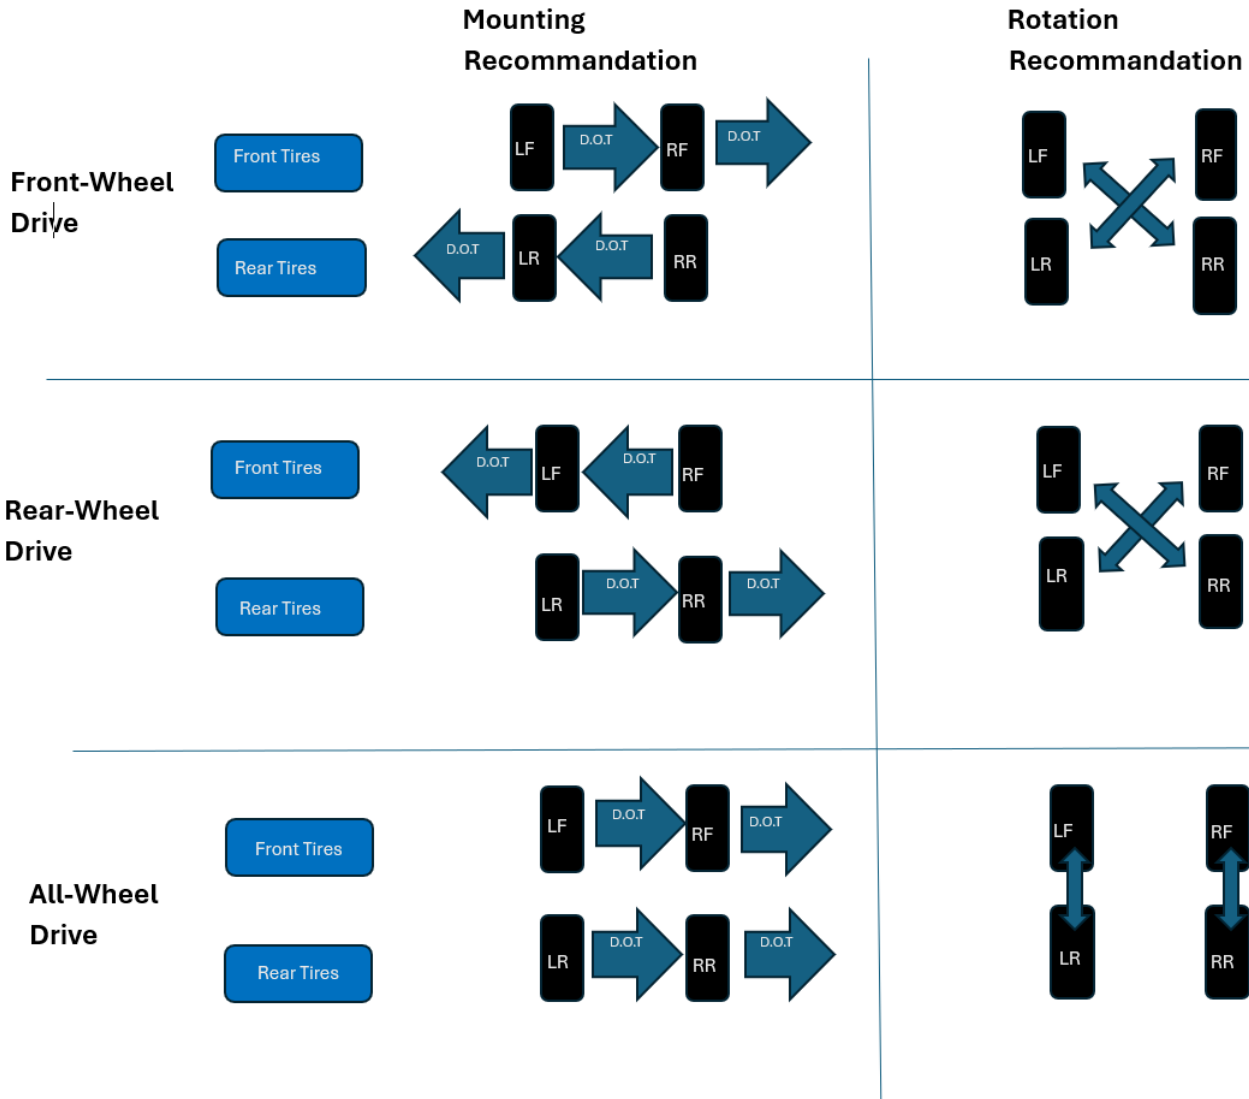 Mounting
Recommandation
Rotation
Recommandation
Front-Wheel
Drive
Front Tires
LF
D.O.T
RF
D.O.T
LF
RF
Rear Tires
D.O.T
LR
D.O.T
RR
LR
RR
Rear-Wheel
Drive
Front Tires
D.O.T
LF
D.O.T
RF
LF
RF
Rear Tires
LR
D.O.T
RR
D.O.T
LR
RR
All-Wheel
Drive
Front Tires
LF
D.O.T
RF
D.O.T
LF
RF
Rear Tires
LR
D.O.T
RR
D.O.T
LR
RR